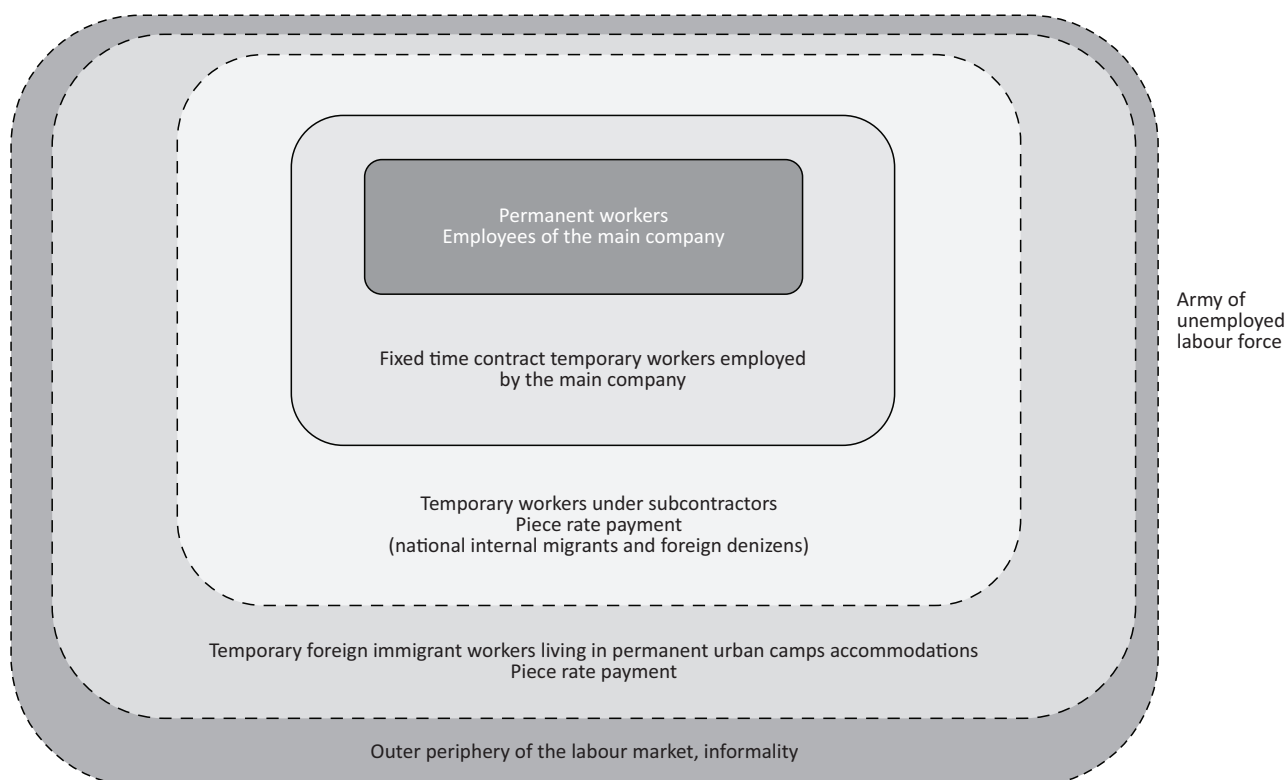 Permanent workers
Employees of the main company
Army of
unemployed
labour force
Fixed time contract temporary workers employed
by the main company
Temporary workers under subcontractors
Piece rate payment
(national internal migrants and foreign denizens)
Temporary foreign immigrant workers living in permanent urban camps accommodations
Piece rate payment
Outer periphery of the labour market, informality